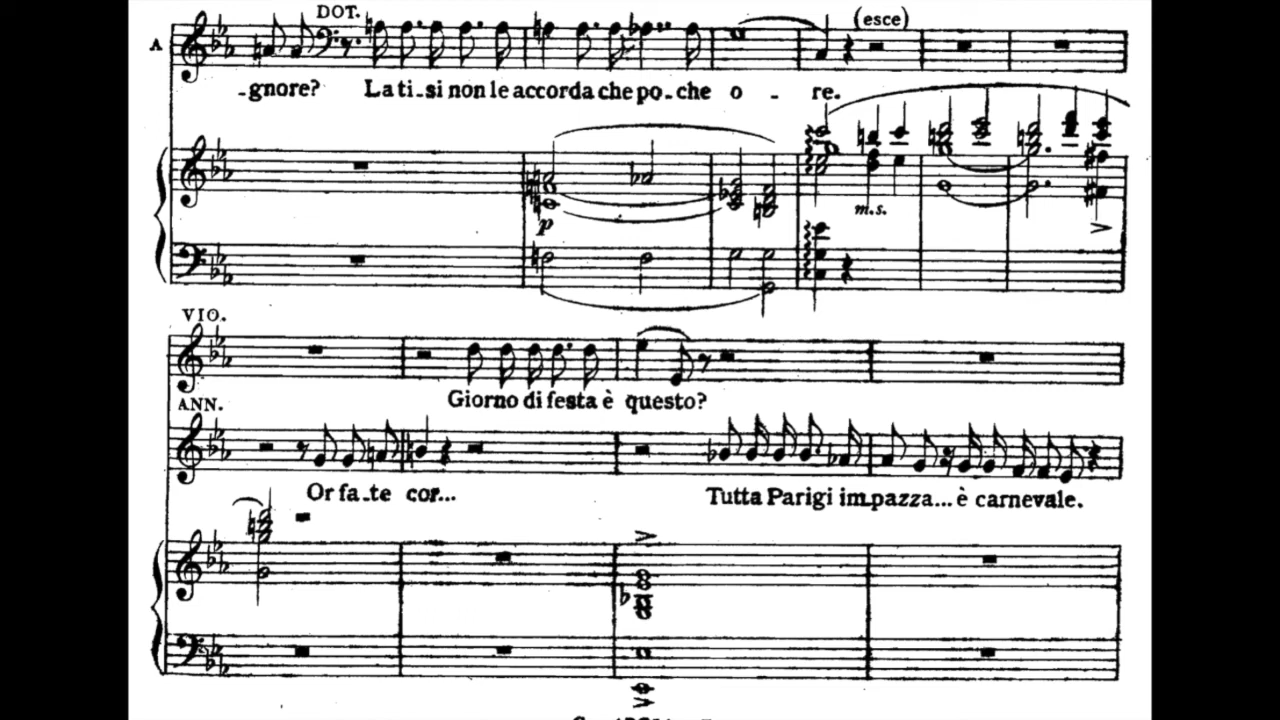 DOT.
(esce)
A
-gnore? La ti-si non le accorda che po-che o - re.
p
m.s.
VIO.
Giorno di festa è questo?
ANN.
Or fa-te cor...
Tutta Parigi impazza... è carnevale.